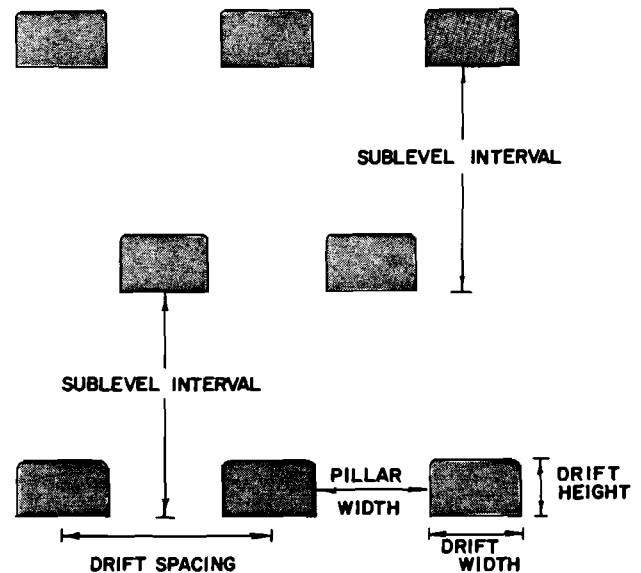 SUBLEVEL INTERVAL
SUBLEVEL INTERVAL
PILLAR
WIDTH
DRIFT
HEIGHT
DRIFT SPACING
DRIFT
WIDTH